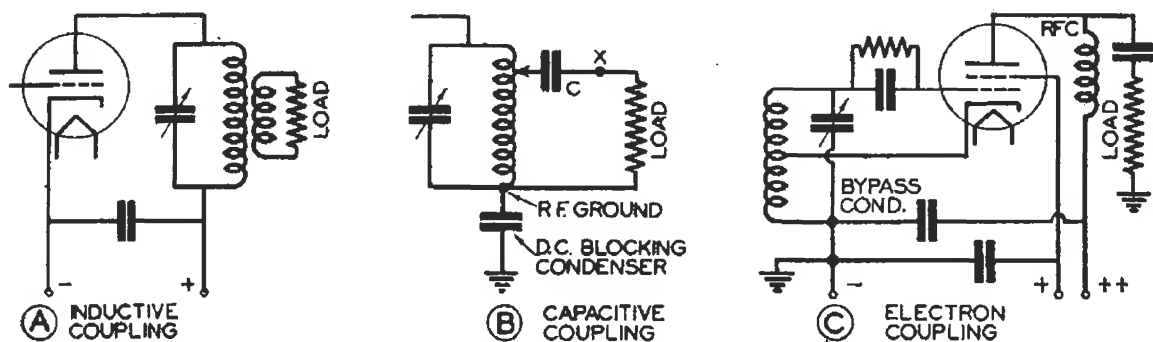 LOAD
-
+
A INDUCTIVE
COUPLING
X
C
LOAD
R.F. GROUND
D.C. BLOCKING
CONDENSER
B CAPACITIVE
COUPLING
RFC
LOAD
BYPASS
COND.
-
+
++
C ELECTRON
COUPLING